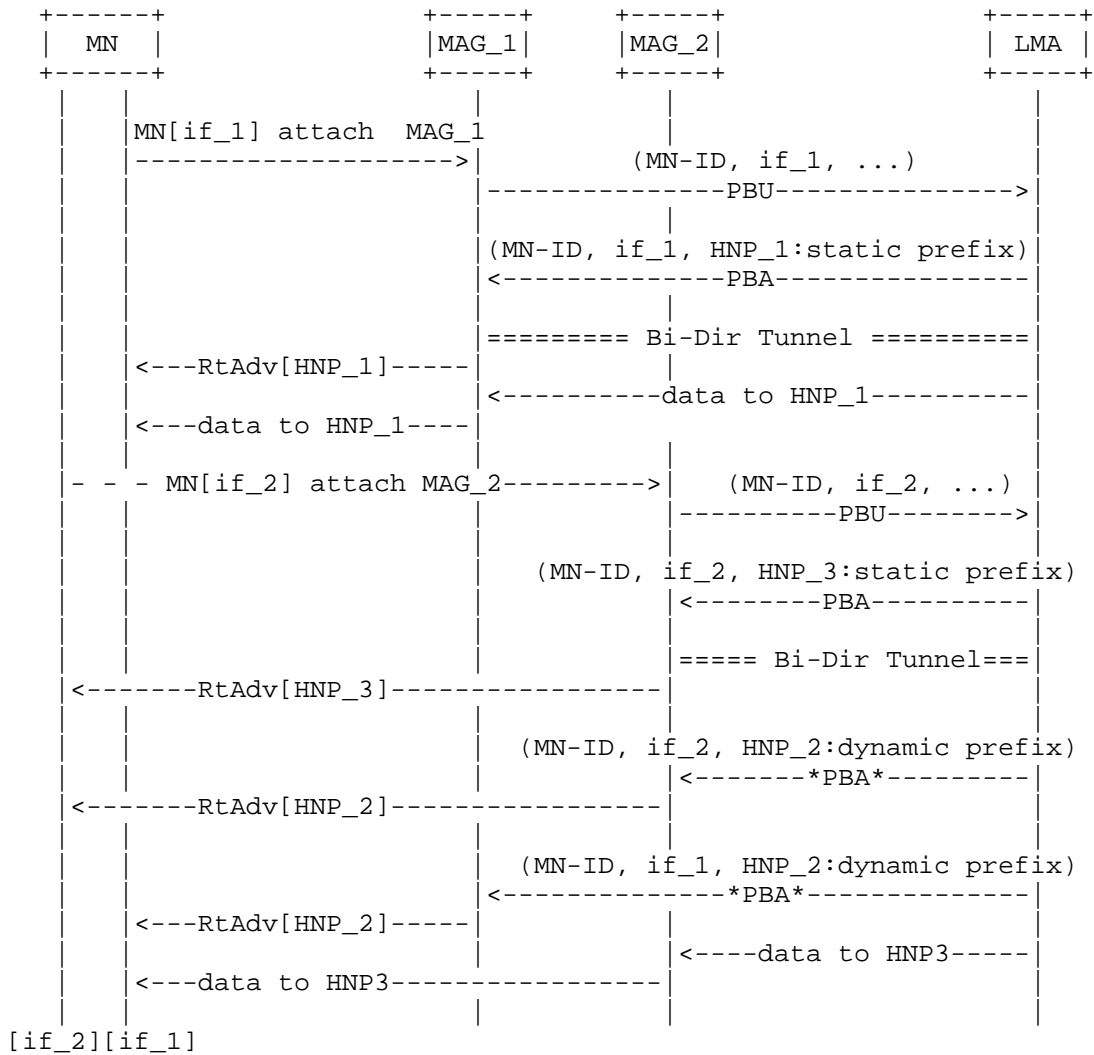 MN MAG_1 MAG_2 LMA
MN[if_1] attach MAG_1
(MN-ID, if_1, ...)
PBU
(MN-ID, if_1, HNP_1:static prefix)
PBA
Bi-Dir Tunnel
RtAdv[HNP_1]
data to HNP_1
data to HNP_1
MN[if_2] attach MAG_2 (MN-ID, if_2, ...)
PBU
(MN-ID, if_2, HNP_3:static prefix)
PBA
Bi-Dir Tunnel
RtAdv[HNP_3]
(MN-ID, if_2, HNP_2:dynamic prefix)
*PBA*
RtAdv[HNP_2]
(MN-ID, if_1, HNP_2:dynamic prefix)
*PBA*
RtAdv[HNP_2]
data to HNP3
data to HNP3
[if_2][if_1]